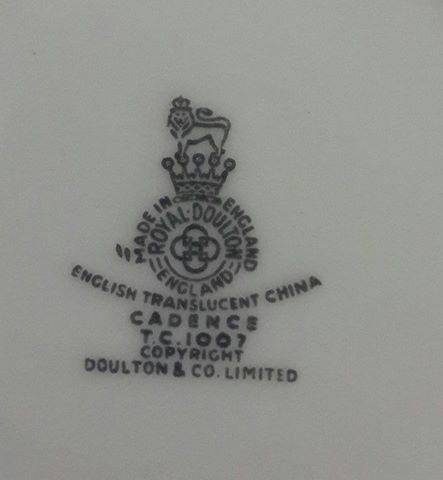 MADE IN ENGLAND
ROYAL·DOULTON
ENGLAND
ENGLISH TRANSLUCENT CHINA
CADENCE
T.C.1007
COPYRIGHT
DOULTON & CO. LIMITED